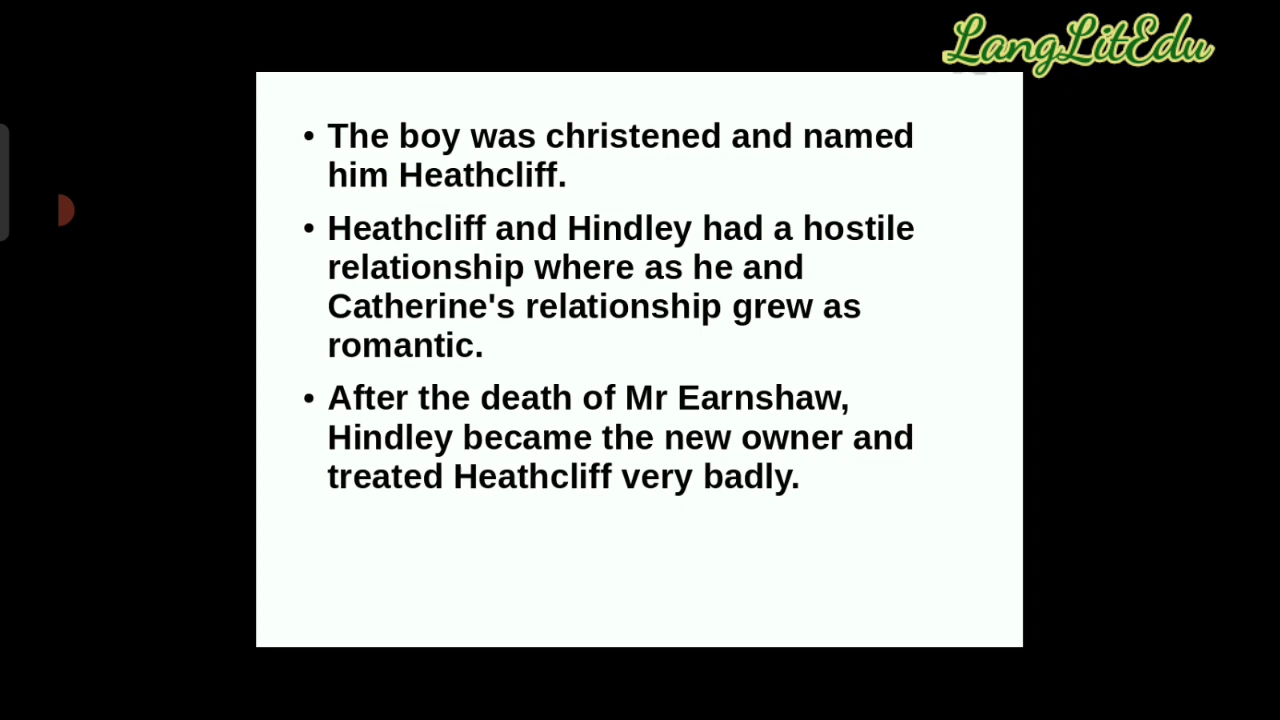 LangLitEdu
• The boy was christened and named
him Heathcliff.
• Heathcliff and Hindley had a hostile
relationship where as he and
Catherine's relationship grew as
romantic.
• After the death of Mr Earnshaw,
Hindley became the new owner and
treated Heathcliff very badly.